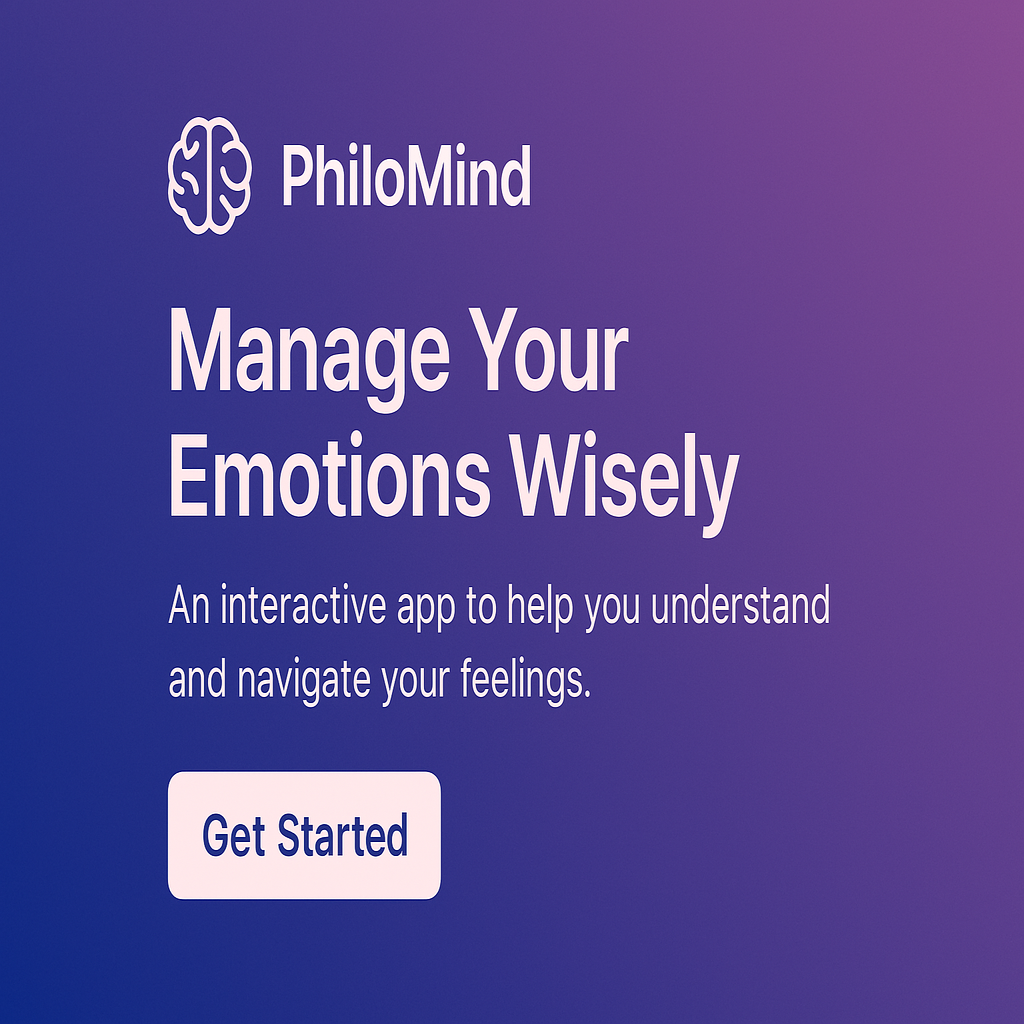 PhiloMind
Manage Your
Emotions Wisely
An interactive app to help you understand
and navigate your feelings.
Get Started